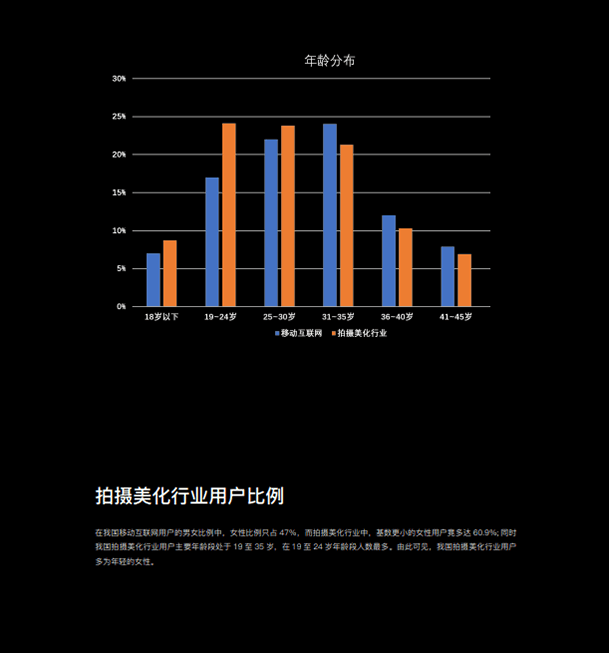 年龄分布
30%
25%
20%
15%
10%
5%
0%
18岁以下 19-24岁 25-30岁 31-35岁 36-40岁 41-45岁
移动互联网 拍摄美化行业
拍摄美化行业用户比例
在我国移动互联网用户的男女比例中，女性比例只占 47%，而拍摄美化行业中，基数更小的女性用户竟多达 60.9%; 同时
我国拍摄美化行业用户主要年龄段处于 19 至 35 岁，在 19 至 24 岁年龄段人数最多。由此可见，我国拍摄美化行业用户
多为年轻的女性。